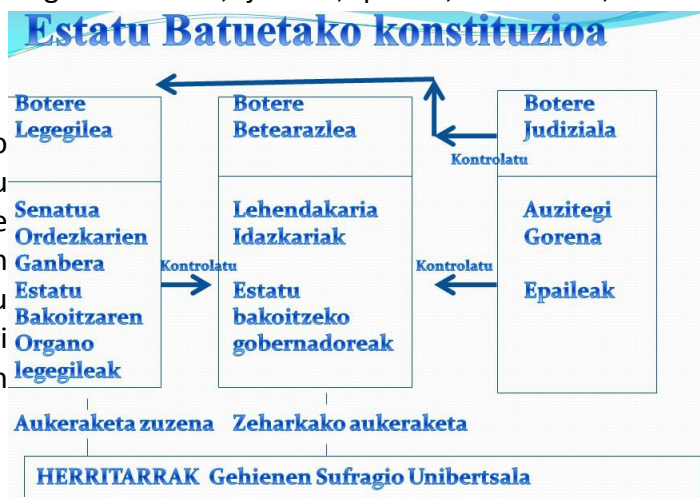 Estatu Batuetako konstituzioa
Botere
Legegilea
Senatua
Ordezkarien
Ganbera
Estatu
Bakoitzaren
Organo
legegileak
Kontrolatu
Botere
Betearazlea
Lehendakaria
Idazkariak
Estatu
bakoitzeko
gobernadoreak
Kontrolatu
Kontrolatu
Botere
Judiziala
Auzitegi
Gorena
Epaileak
Aukeraketa zuzena
Zeharkako aukeraketa
HERRITARRAK Gehienen Sufragio Unibertsala